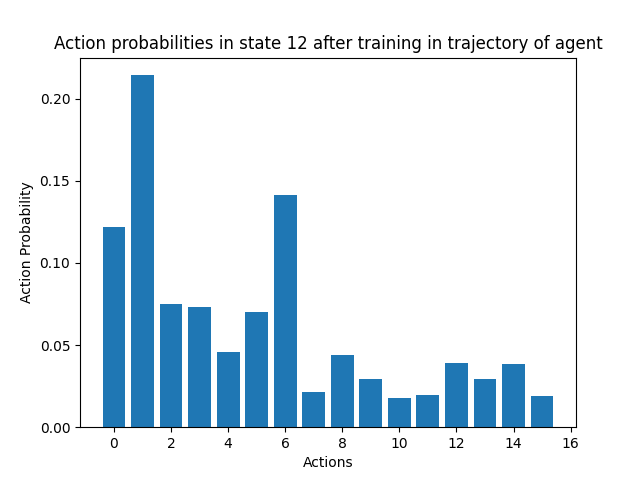 Action probabilities in state 12 after training in trajectory of agent
0.20
0.15
0.10
0.05
0.00
Action Probability
0 2 4 6 8 10 12 14 16
Actions